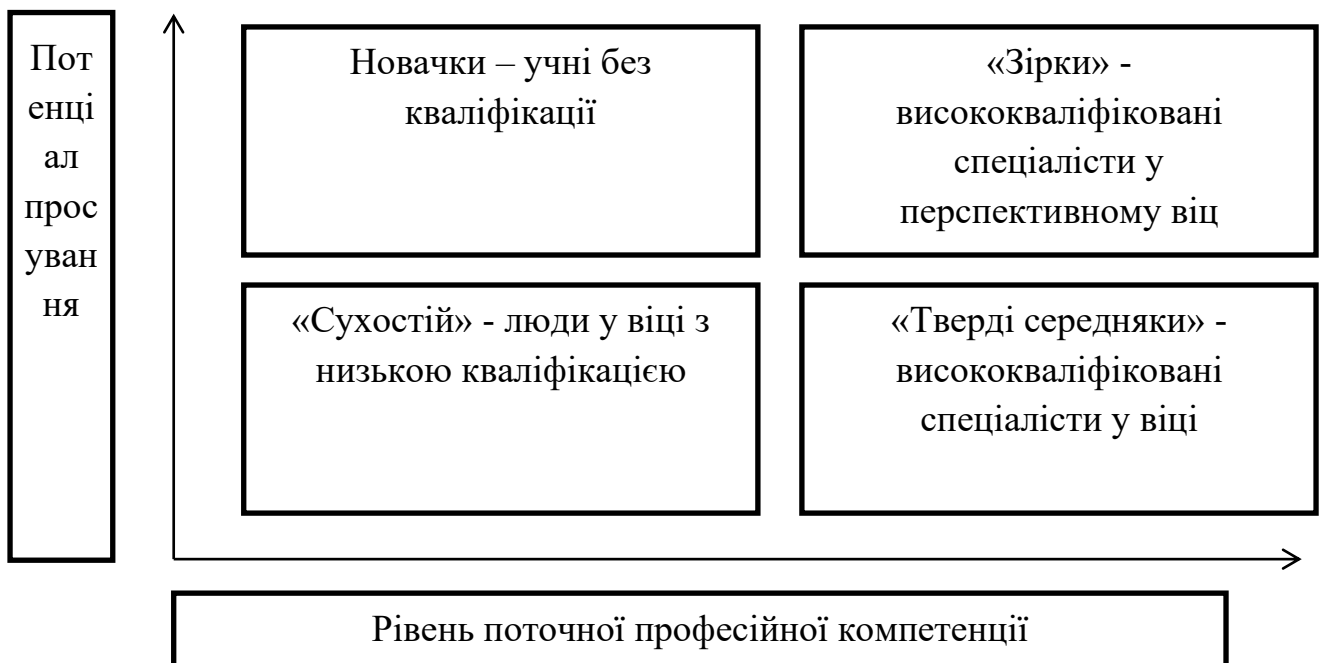 Пот
енці
ал
прос
уван
ня
Новачки – учні без
кваліфікації
«Зірки» -
висококваліфіковані
спеціалісти у
перспективному віц
«Сухостій» - люди у віці з
низькою кваліфікацією
«Тверді середняки» -
висококваліфіковані
спеціалісти у віці
Рівень поточної професійної компетенції